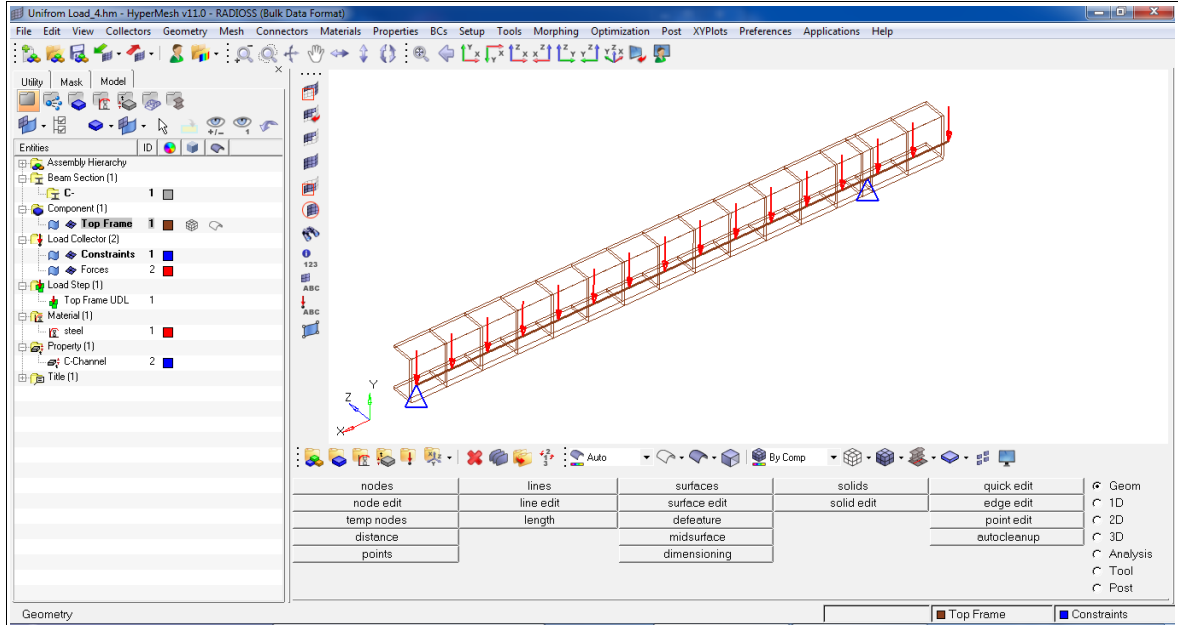 Unifrom Load_4.hm - HyperMesh v11.0 - RADIOSS (Bulk Data Format)
File Edit View Collectors Geometry Mesh Connectors Materials Properties BCs Setup Tools Morphing Optimization Post XYPlots Preferences Applications Help
Utility Mask Model
Entities ID
Assembly Hierarchy
Beam Section (1)
C- 1
Component (1)
Top Frame 1
Load Collector (2)
Constraints 1
Forces 2
Load Step (1)
Top Frame UDL 1
Material (1)
steel 1
Property (1)
C-Channel 2
Title (1)
123
ABC
ABC
Z Y
X
Auto By Comp
nodes lines surfaces solids quick edit Geom
node edit line edit surface edit solid edit edge edit 1D
temp nodes length defeature point edit 2D
distance midsurface autocleanup 3D
points dimensioning Analysis
Tool
Post
Geometry Top Frame Constraints